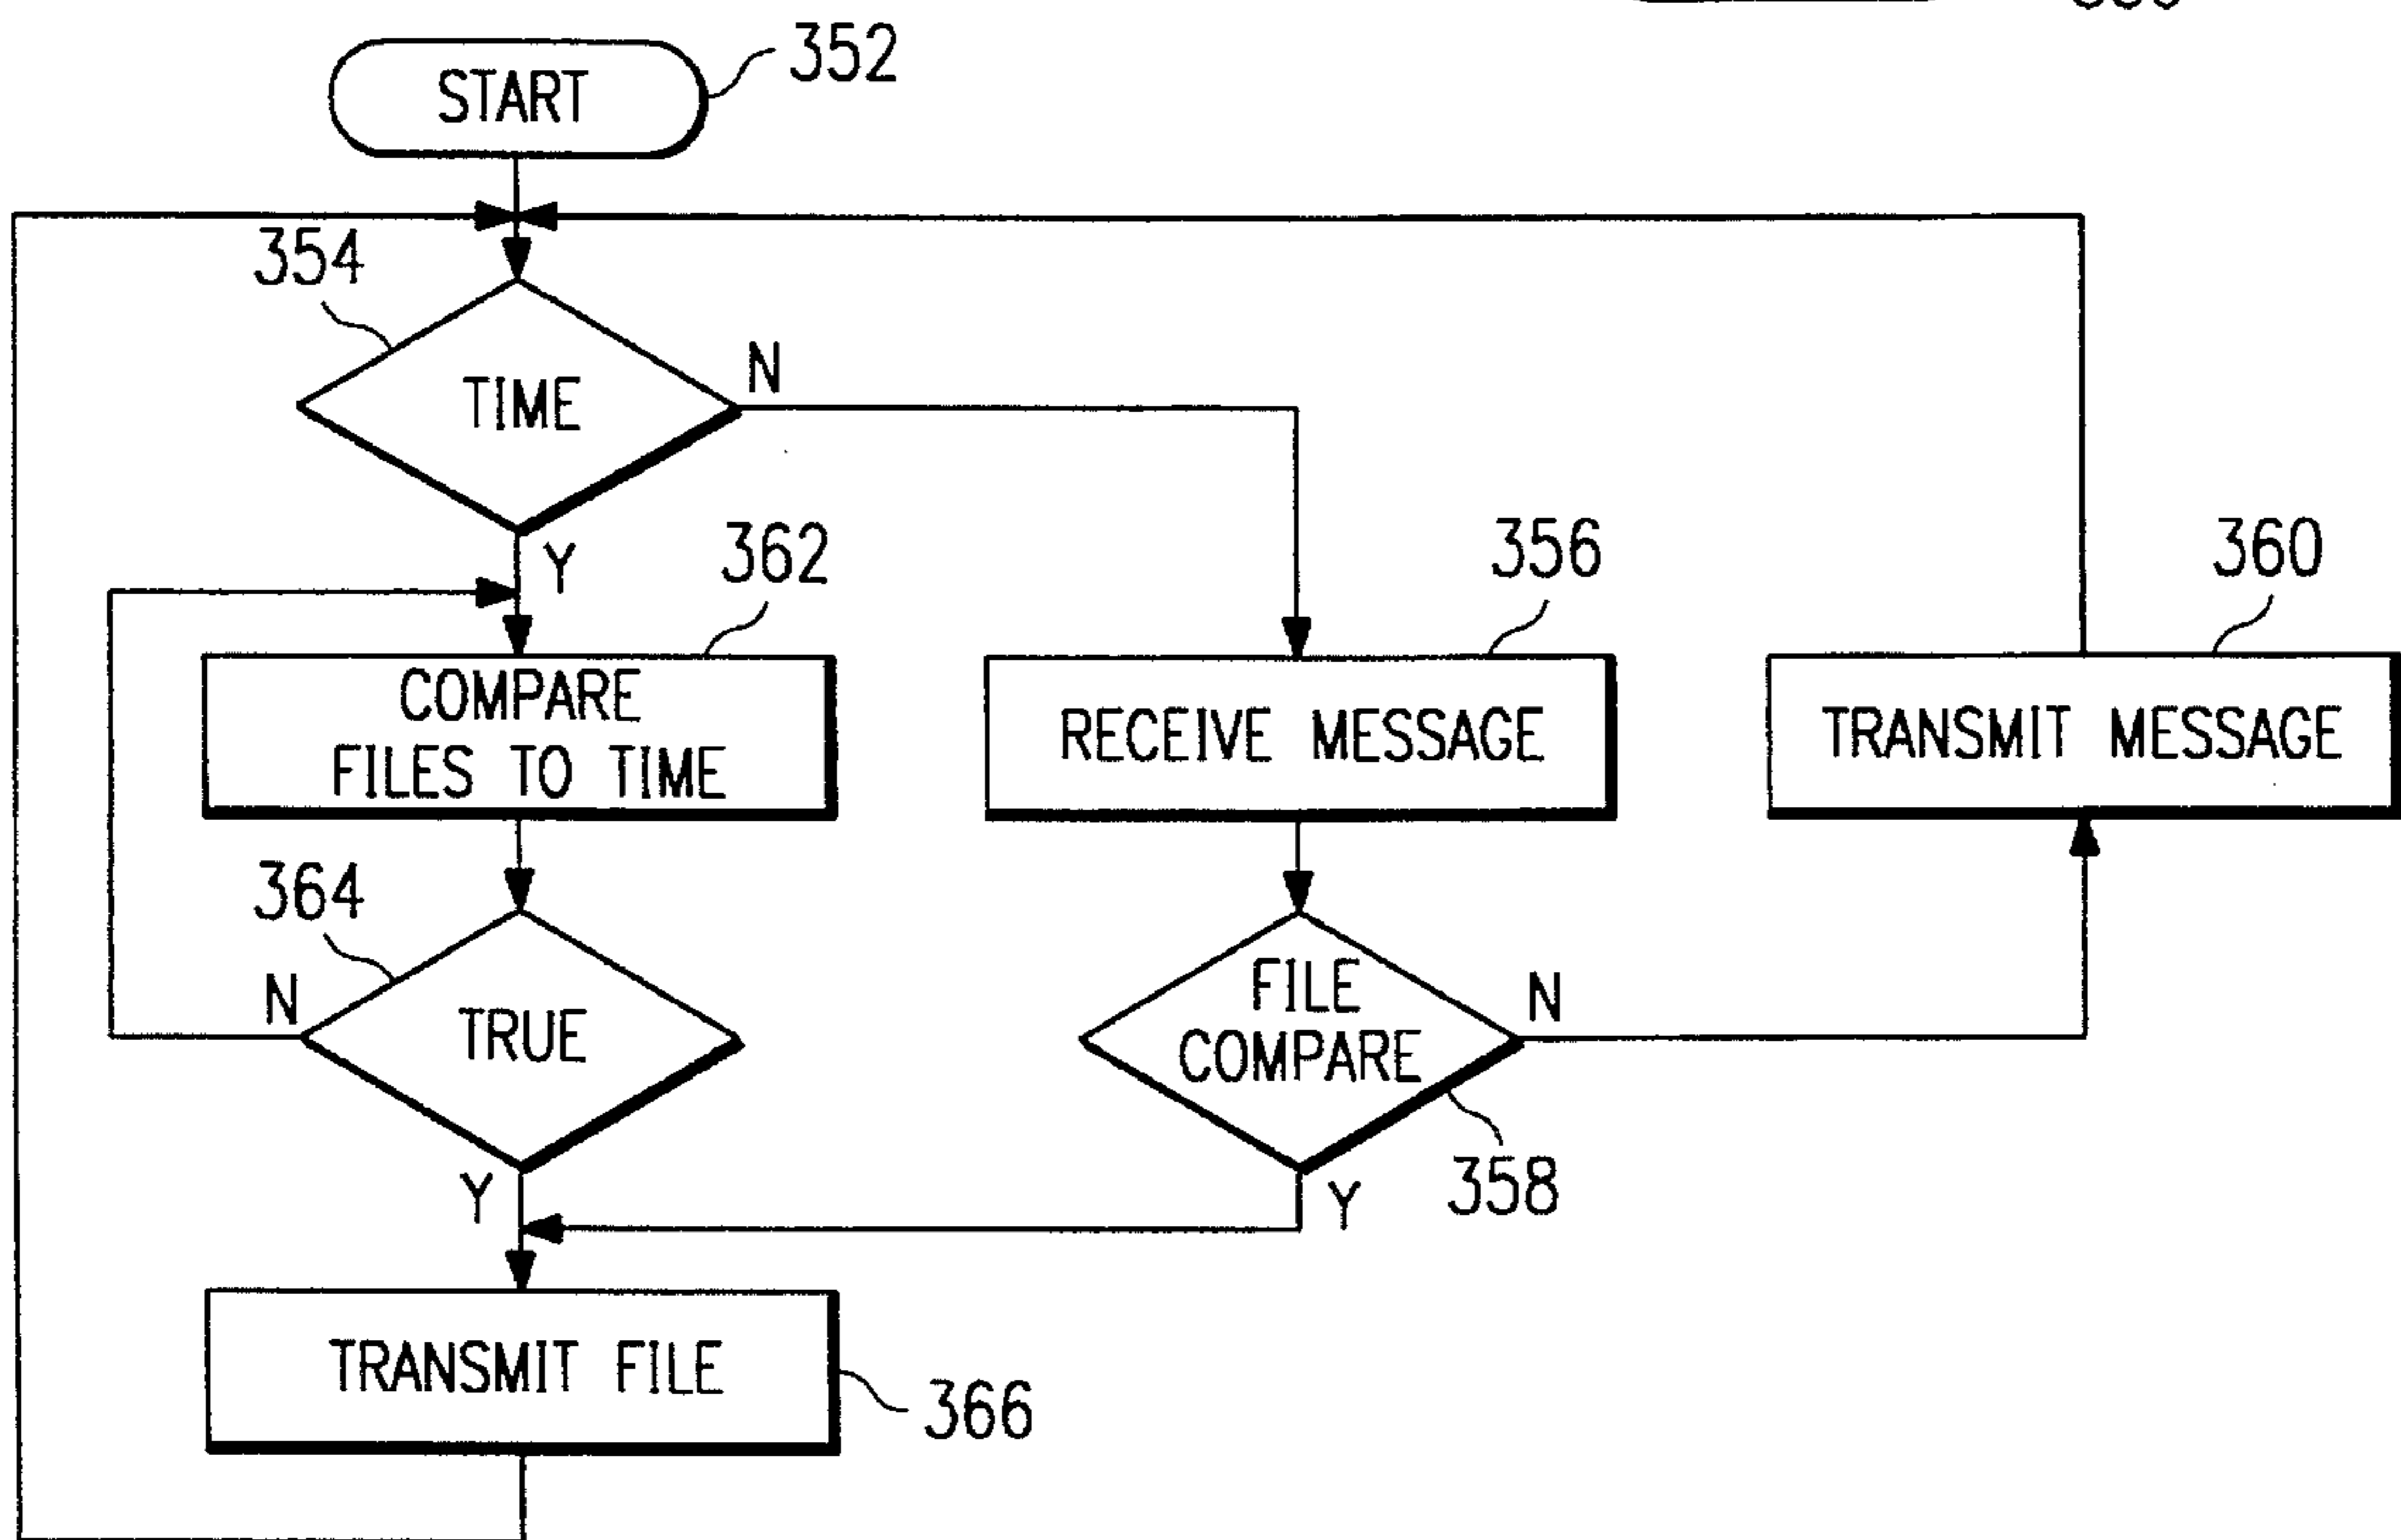 START
352
354
TIME
N
Y
362
356
360
COMPARE
FILES TO TIME
RECEIVE MESSAGE
TRANSMIT MESSAGE
364
N
TRUE
FILE
COMPARE
N
358
Y
Y
TRANSMIT FILE
366